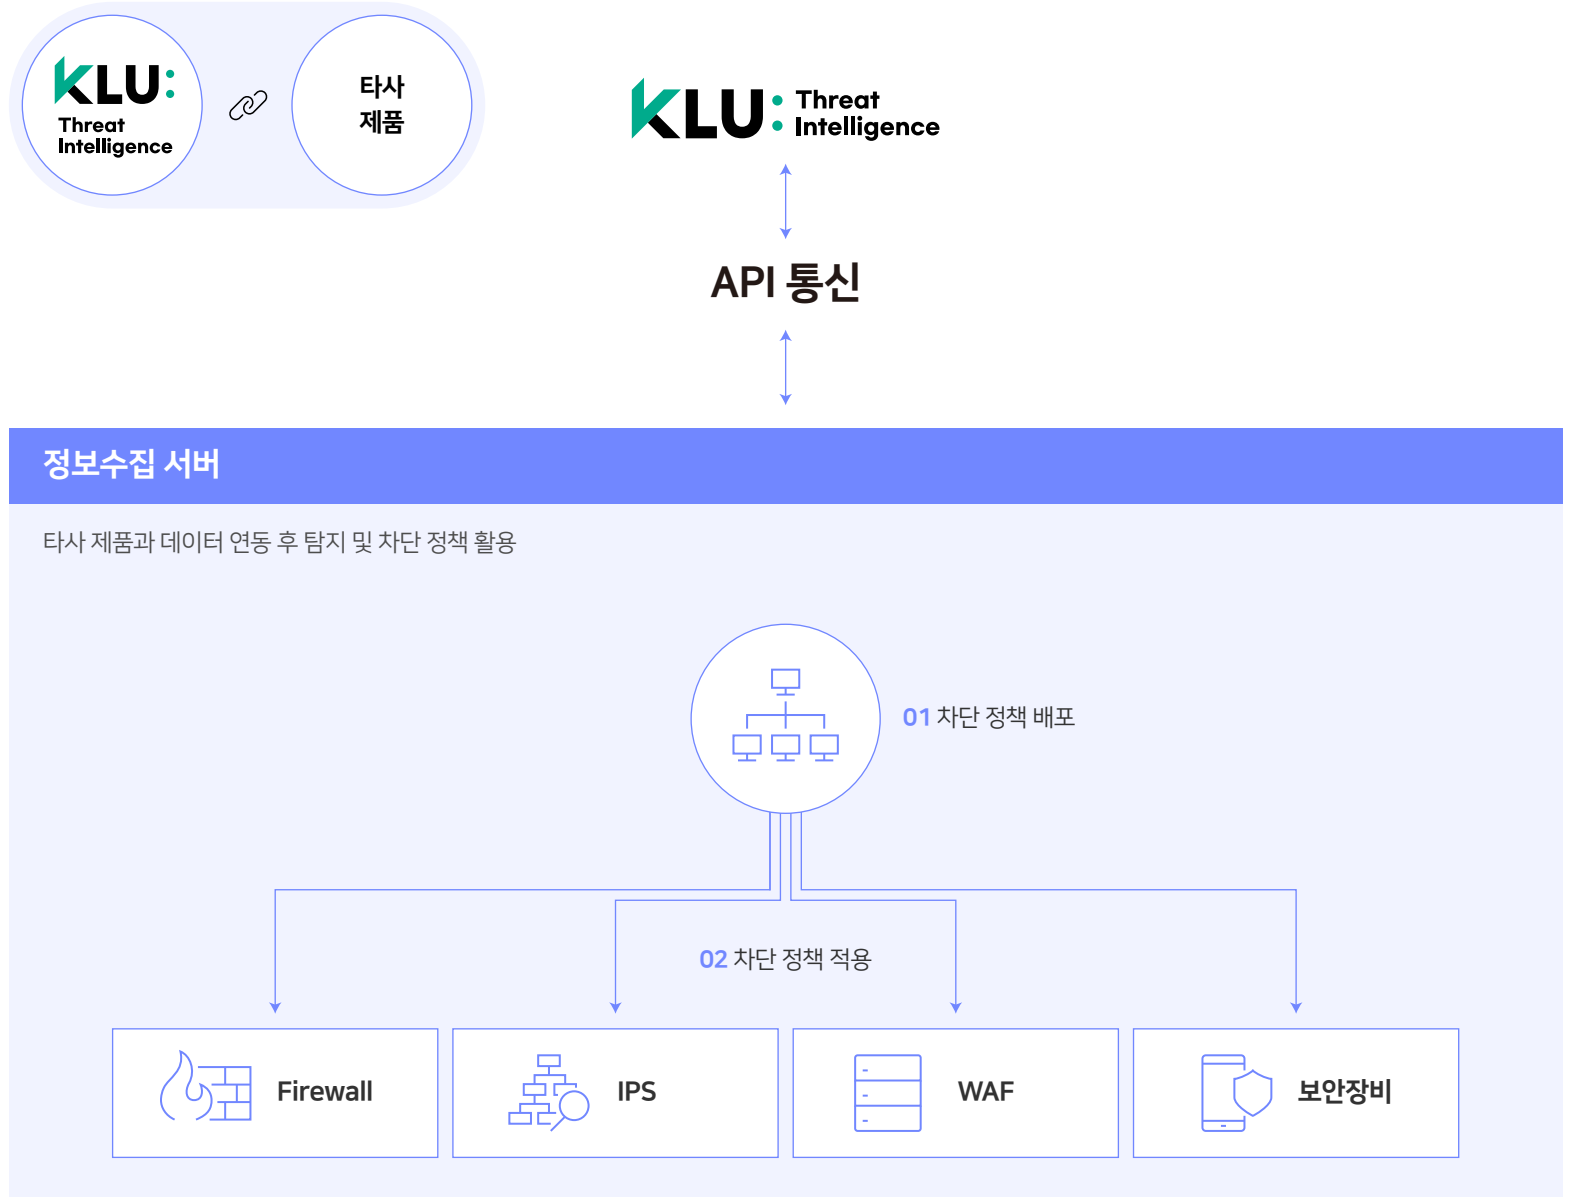 KLU:
Threat
Intelligence
타사
제품
KLU: Threat
Intelligence
API 통신
정보수집 서버
타사 제품과 데이터 연동 후 탐지 및 차단 정책 활용
01 차단 정책 배포
02 차단 정책 적용
Firewall
IPS
WAF
보안장비